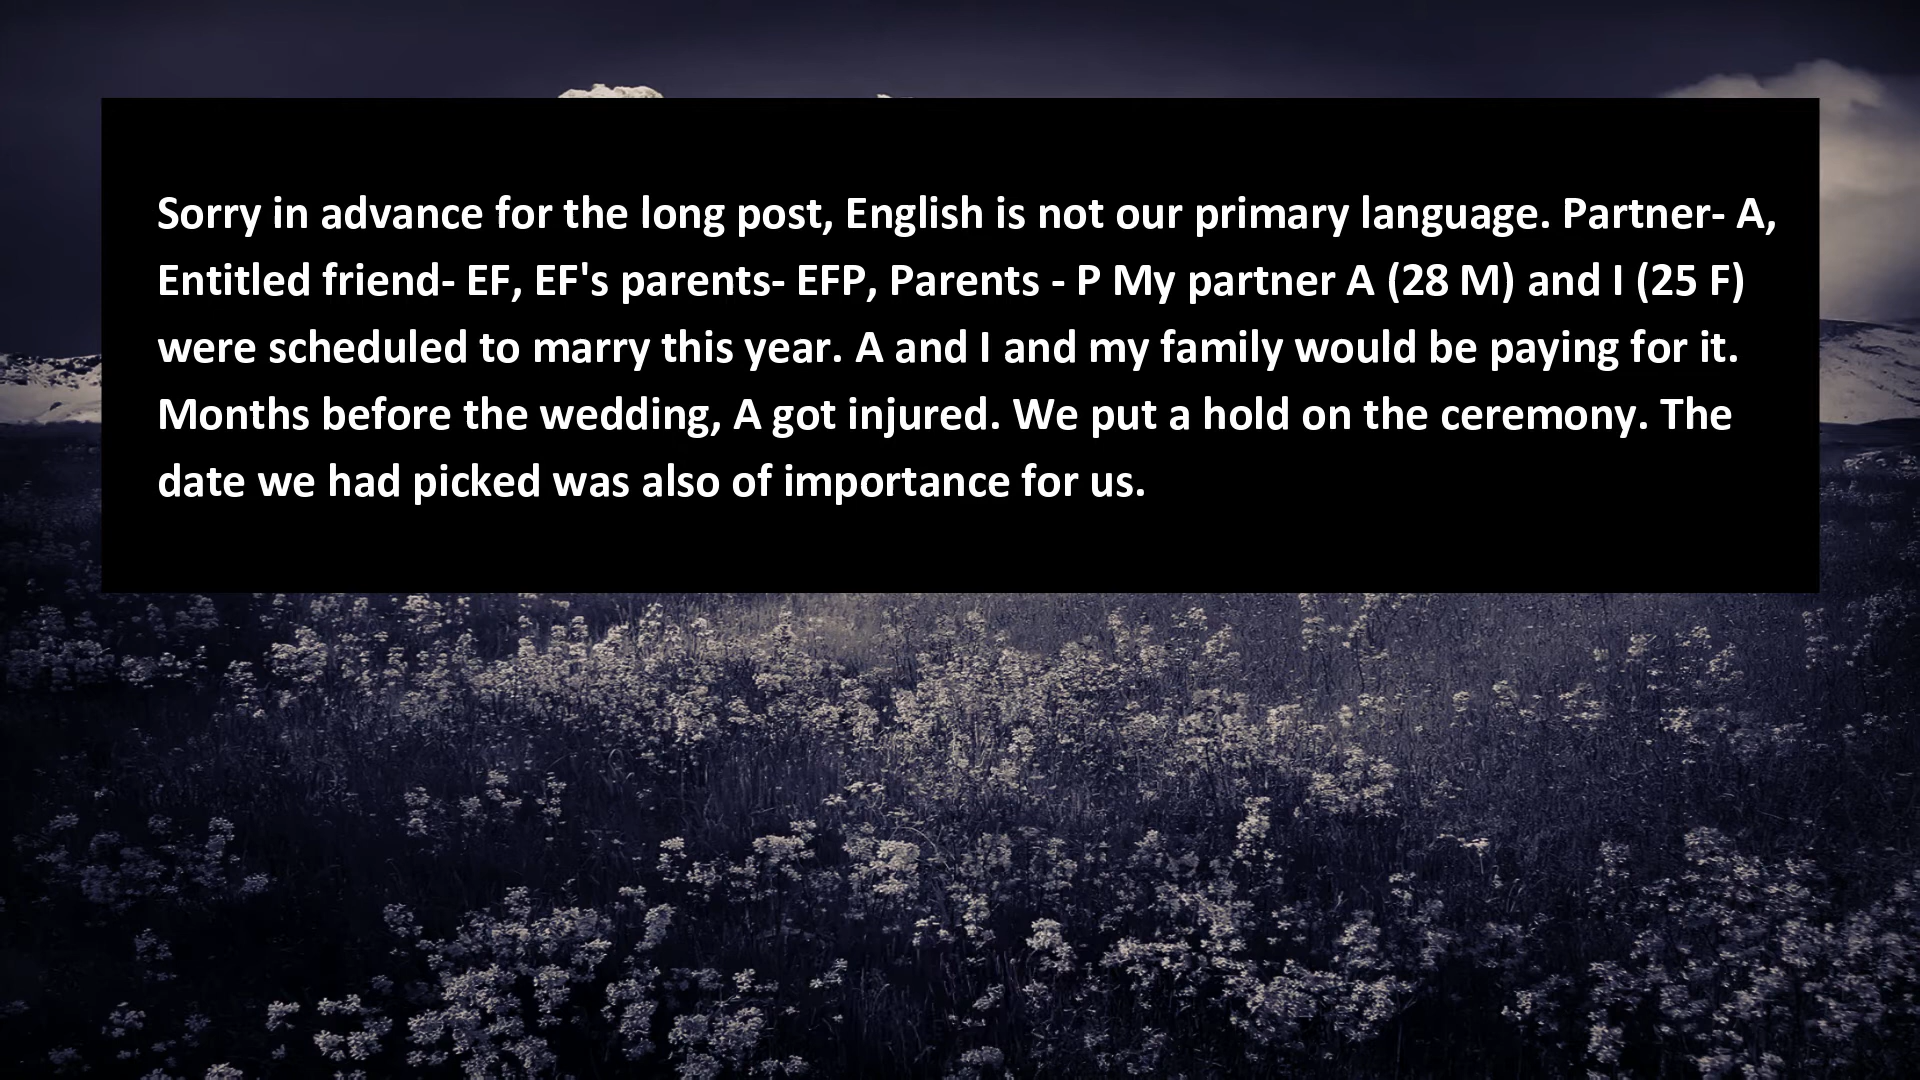 Sorry in advance for the long post, English is not our primary language. Partner- A,
Entitled friend- EF, EF's parents- EFP, Parents - P My partner A (28 M) and I (25 F)
were scheduled to marry this year. A and I and my family would be paying for it.
Months before the wedding, A got injured. We put a hold on the ceremony. The
date we had picked was also of importance for us.